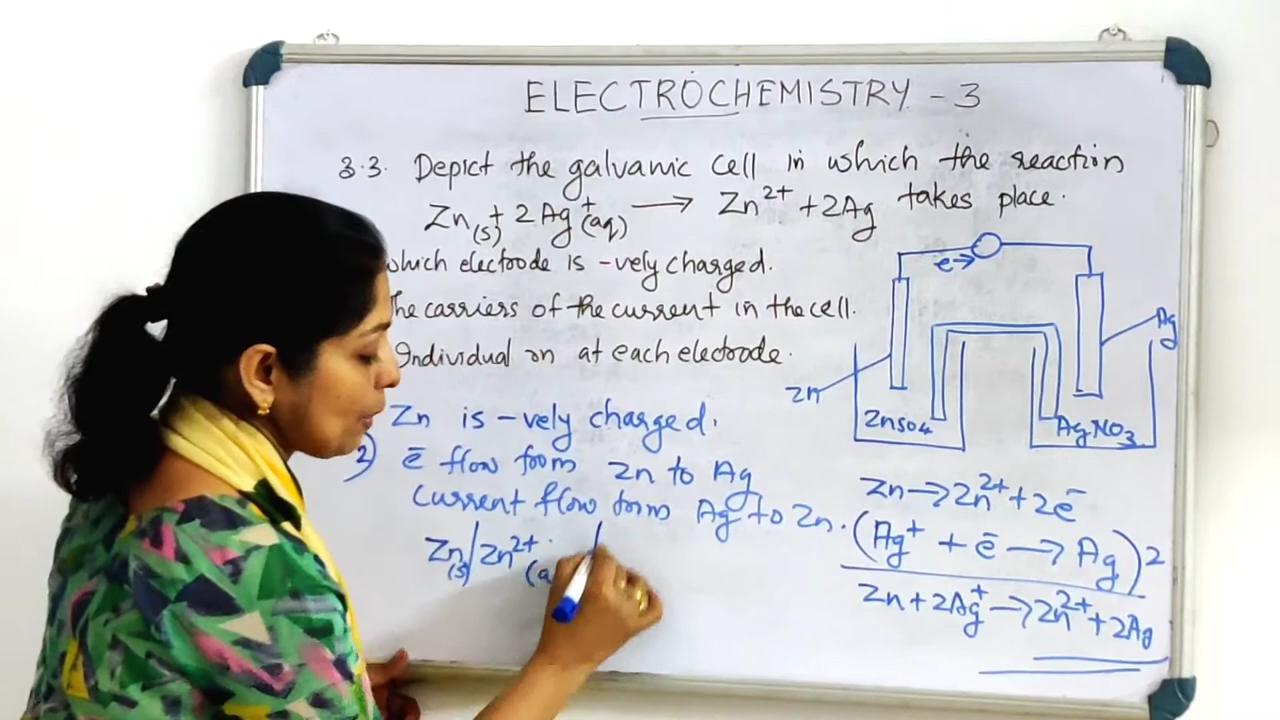 ELECTROCHEMISTRY - 3
3.3. Depict the galvanic cell in which the reaction
Zn(s) + 2Ag+(aq) → Zn2+ + 2Ag takes place.
which electrode is -vely charged.
The carriers of the current in the cell.
Individual rn at each electrode.
e→
Ag
Zn
ZnSO4
AgNO3
Zn is -vely charged.
2) ē flow from Zn to Ag
Current flow form Ag to Zn.
Zn(s)/Zn2+
Zn → Zn2+ + 2ē
(Ag+ + ē → Ag)2
Zn + 2Ag+ → Zn2+ + 2Ag